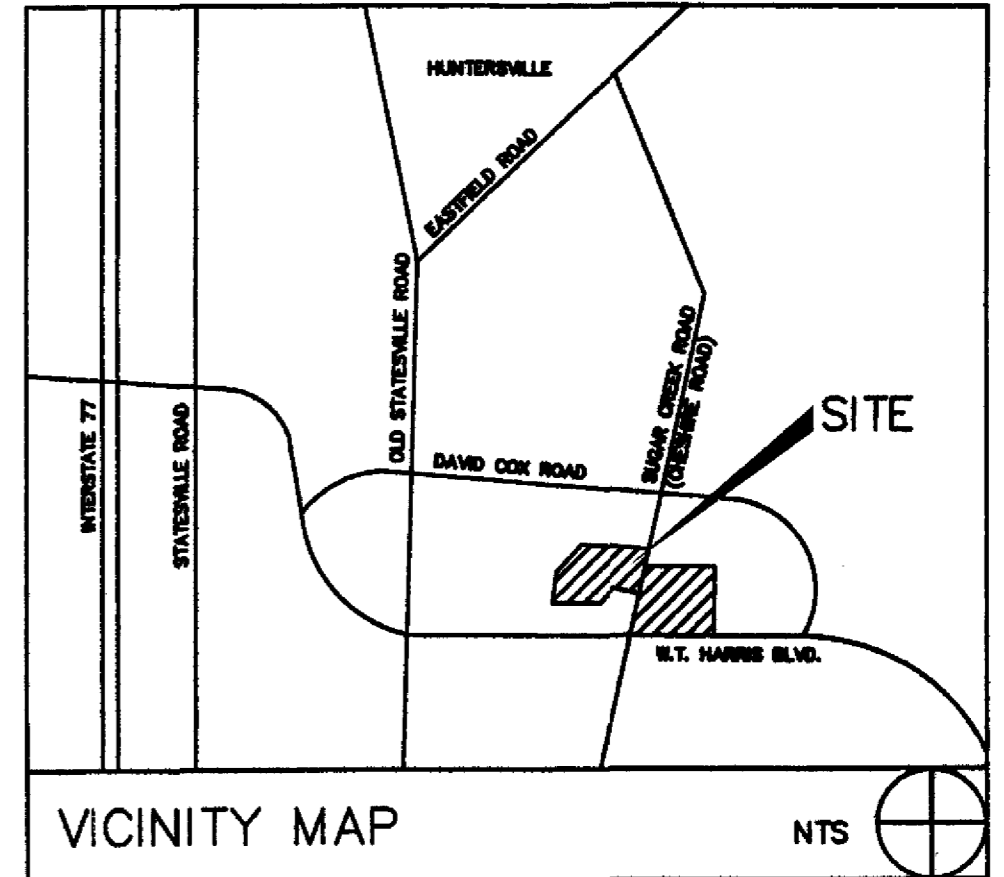 HUNTERSVILLE
EASTFIELD ROAD
OLD STATESVILLE ROAD
SUGAR CREEK ROAD
(CHESHIRE ROAD)
INTERSTATE 77
STATESVILLE ROAD
DAVID COX ROAD
SITE
W.T. HARRIS BLVD.
VICINITY MAP
NTS